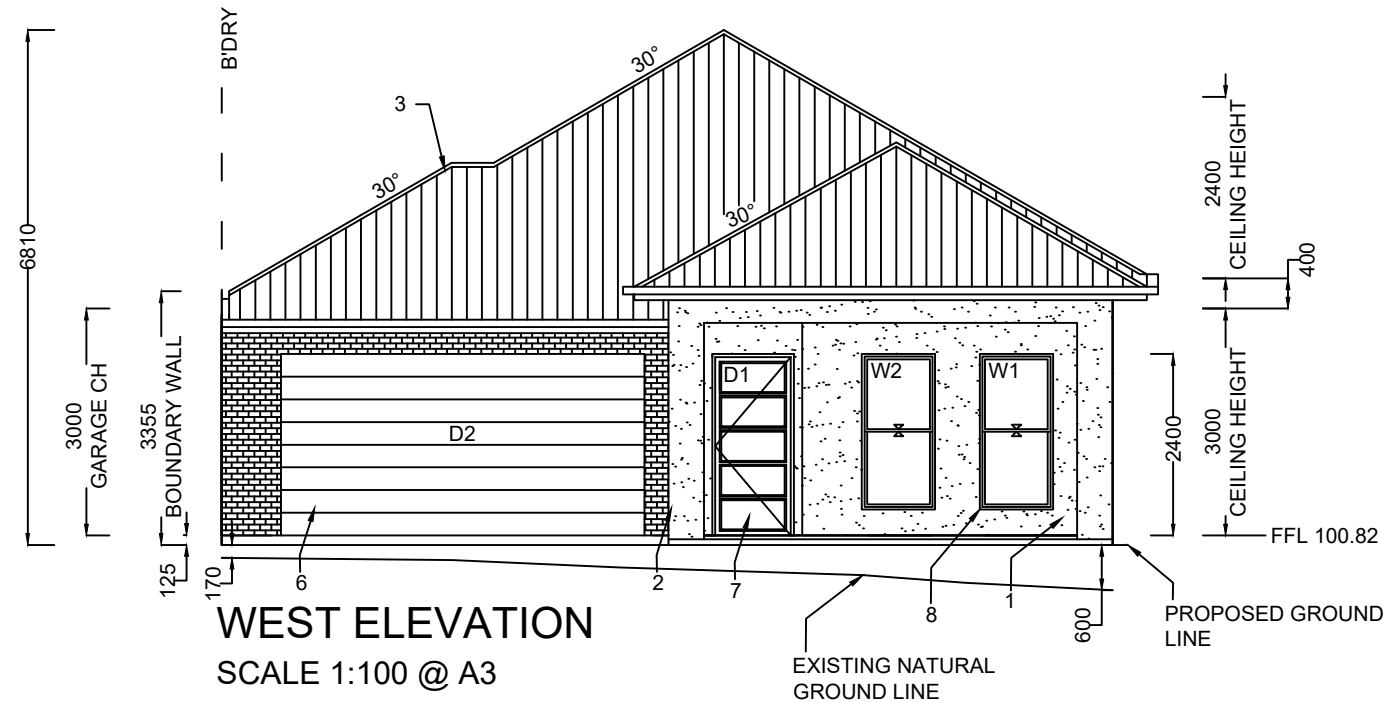 B'DRY
30°
3
30°
30°
6810
3000
GARAGE CH
3355
BOUNDARY WALL
2400
CEILING HEIGHT
400
D1
W2
W1
D2
2400
3000
CEILING HEIGHT
FFL 100.82
125
170
6
2
7
8
1
600
PROPOSED GROUND
LINE
WEST ELEVATION
SCALE 1:100 @ A3
EXISTING NATURAL
GROUND LINE